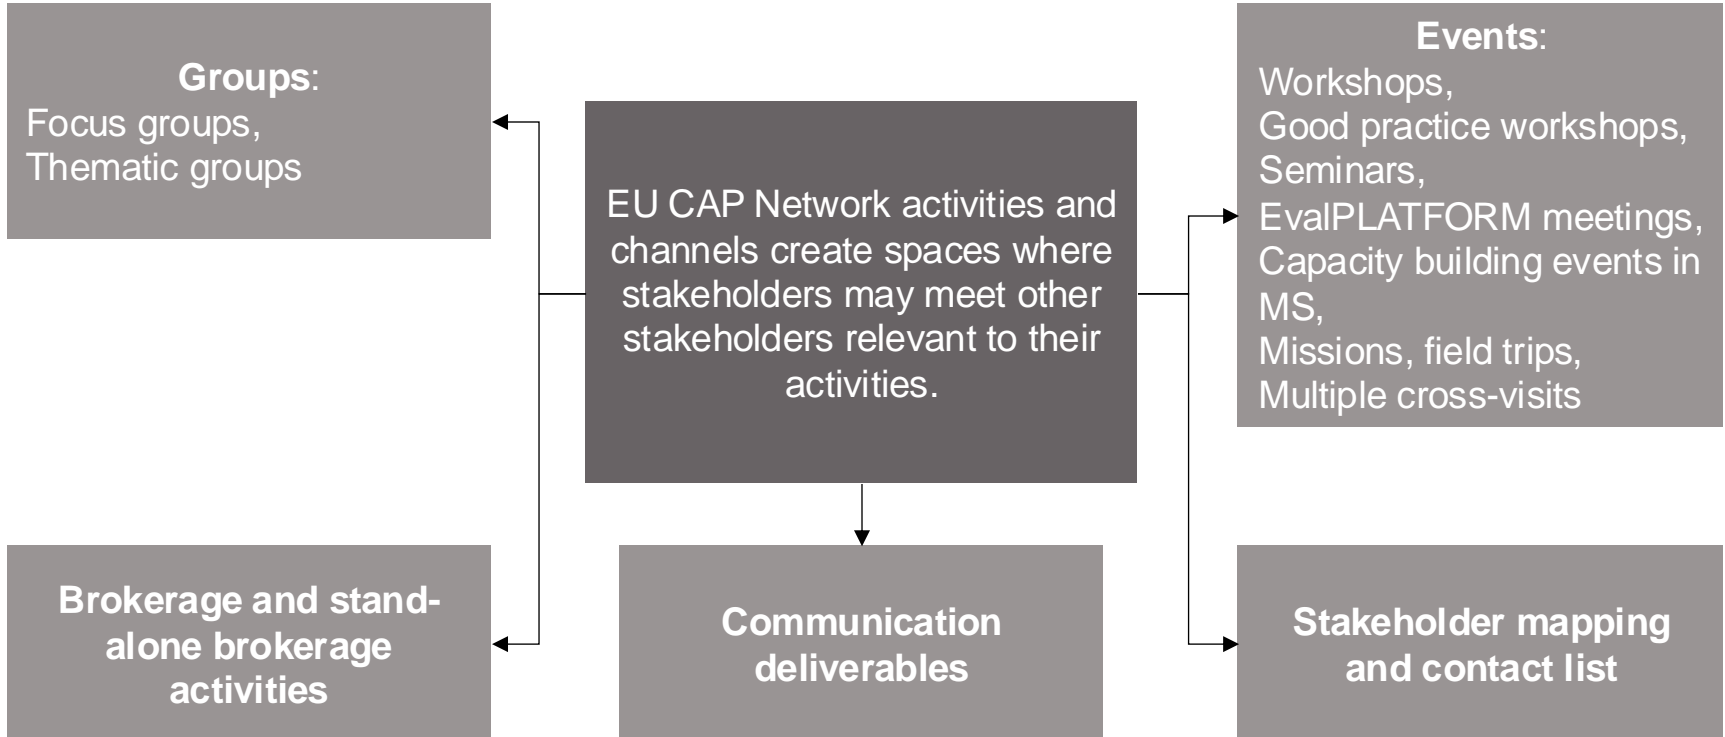 Groups:
Focus groups,
Thematic groups
EU CAP Network activities and
channels create spaces where
stakeholders may meet other
stakeholders relevant to their
activities.
Events:
Workshops,
Good practice workshops,
Seminars,
EvalPLATFORM meetings,
Capacity building events in
MS,
Missions, field trips,
Multiple cross-visits
Brokerage and stand-
alone brokerage
activities
Communication
deliverables
Stakeholder mapping
and contact list